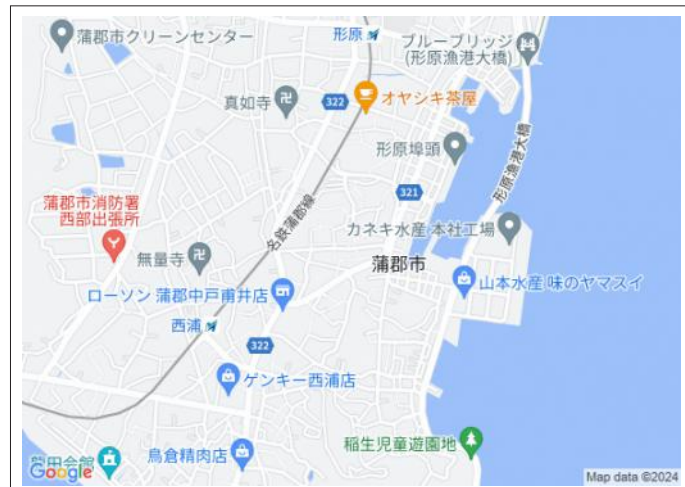 蒲郡市クリーンセンター
形原
ブルーブリッジ
(形原漁港大橋)
真如寺
322
オヤシキ茶屋
形原埠頭
形原漁港大橋
321
蒲郡市消防署
西部出張所
名鉄蒲郡線
カネキ水産 本社工場
無量寺
蒲郡市
ローソン 蒲郡中戸甫井店
山本水産 味のヤマスイ
西浦
322
ゲンキー西浦店
稲生児童遊園地
鳥倉精肉店
田会館
Google
Map data ©2024